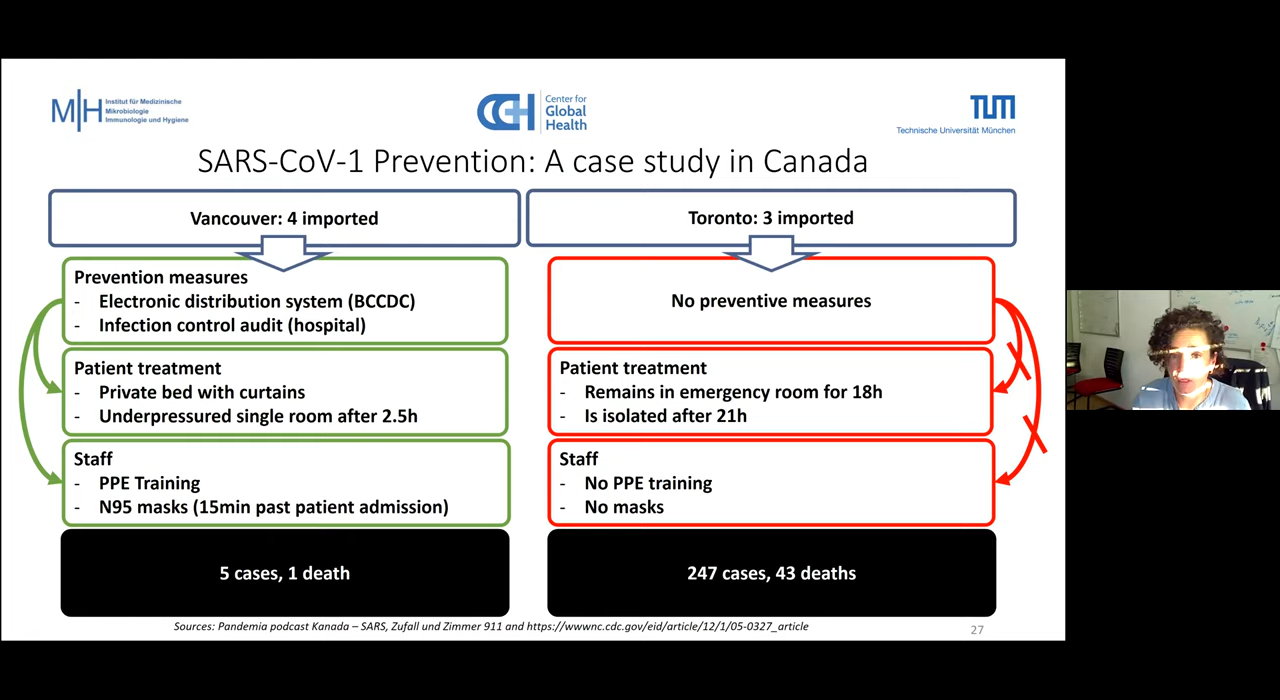 MIH
Institut für Medizinische
Mikrobiologie
Immunologie und Hygiene
CGH
Center for
Global
Health
TUM
Technische Universität München
SARS-CoV-1 Prevention: A case study in Canada
Vancouver: 4 imported
Toronto: 3 imported
Prevention measures
- Electronic distribution system (BCCDC)
- Infection control audit (hospital)
No preventive measures
Patient treatment
- Private bed with curtains
- Underpressured single room after 2.5h
Patient treatment
- Remains in emergency room for 18h
- Is isolated after 21h
Staff
- PPE Training
- N95 masks (15min past patient admission)
Staff
- No PPE training
- No masks
5 cases, 1 death
247 cases, 43 deaths
Sources: Pandemia podcast Kanada – SARS, Zufall und Zimmer 911 and https://wwwnc.cdc.gov/eid/article/12/1/05-0327_article
27